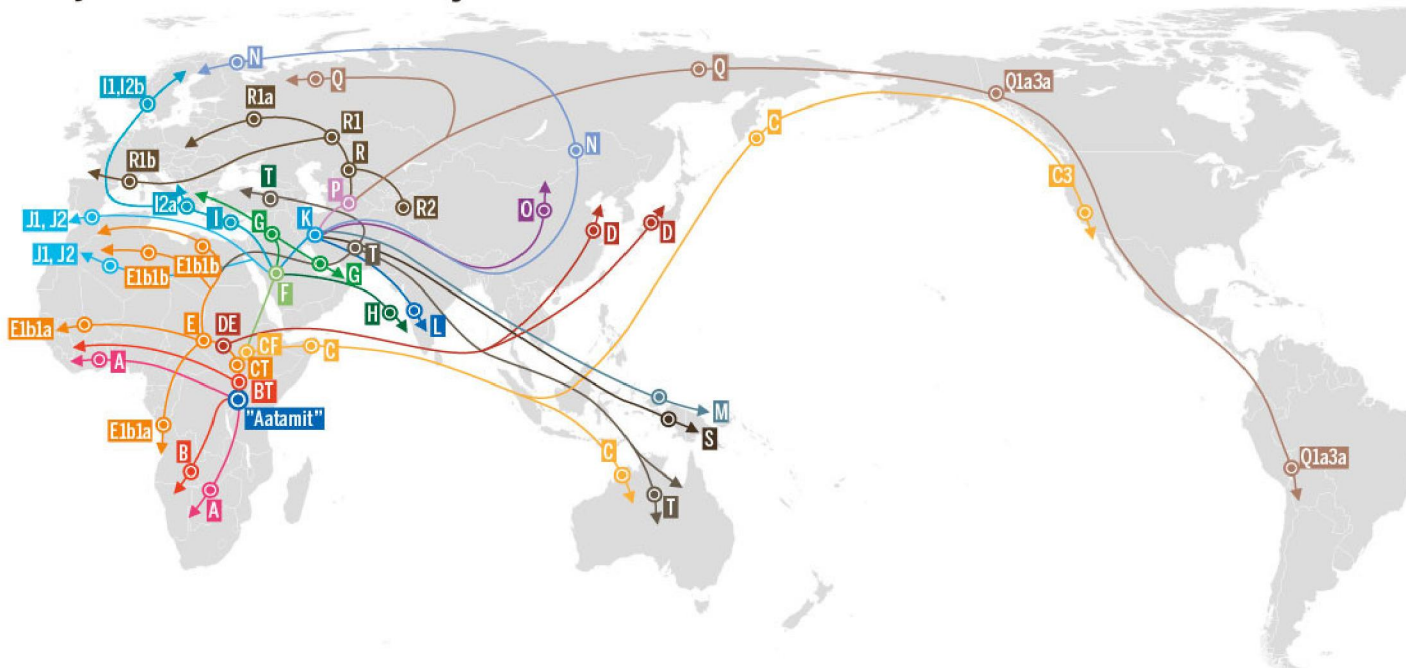 N
Q
Q
I1,I2b
Q1a3a
R1a
R1
C
N
R
R1b
T
C3
P
R2
I2a
O
J1, J2
I
G
K
D
D
E1b1b
T
J1, J2
E1b1b
G
F
H
L
E1b1a
E
DE
CF
C
A
CT
BT
"Aatamit"
M
E1b1a
S
B
C
Q1a3a
A
T